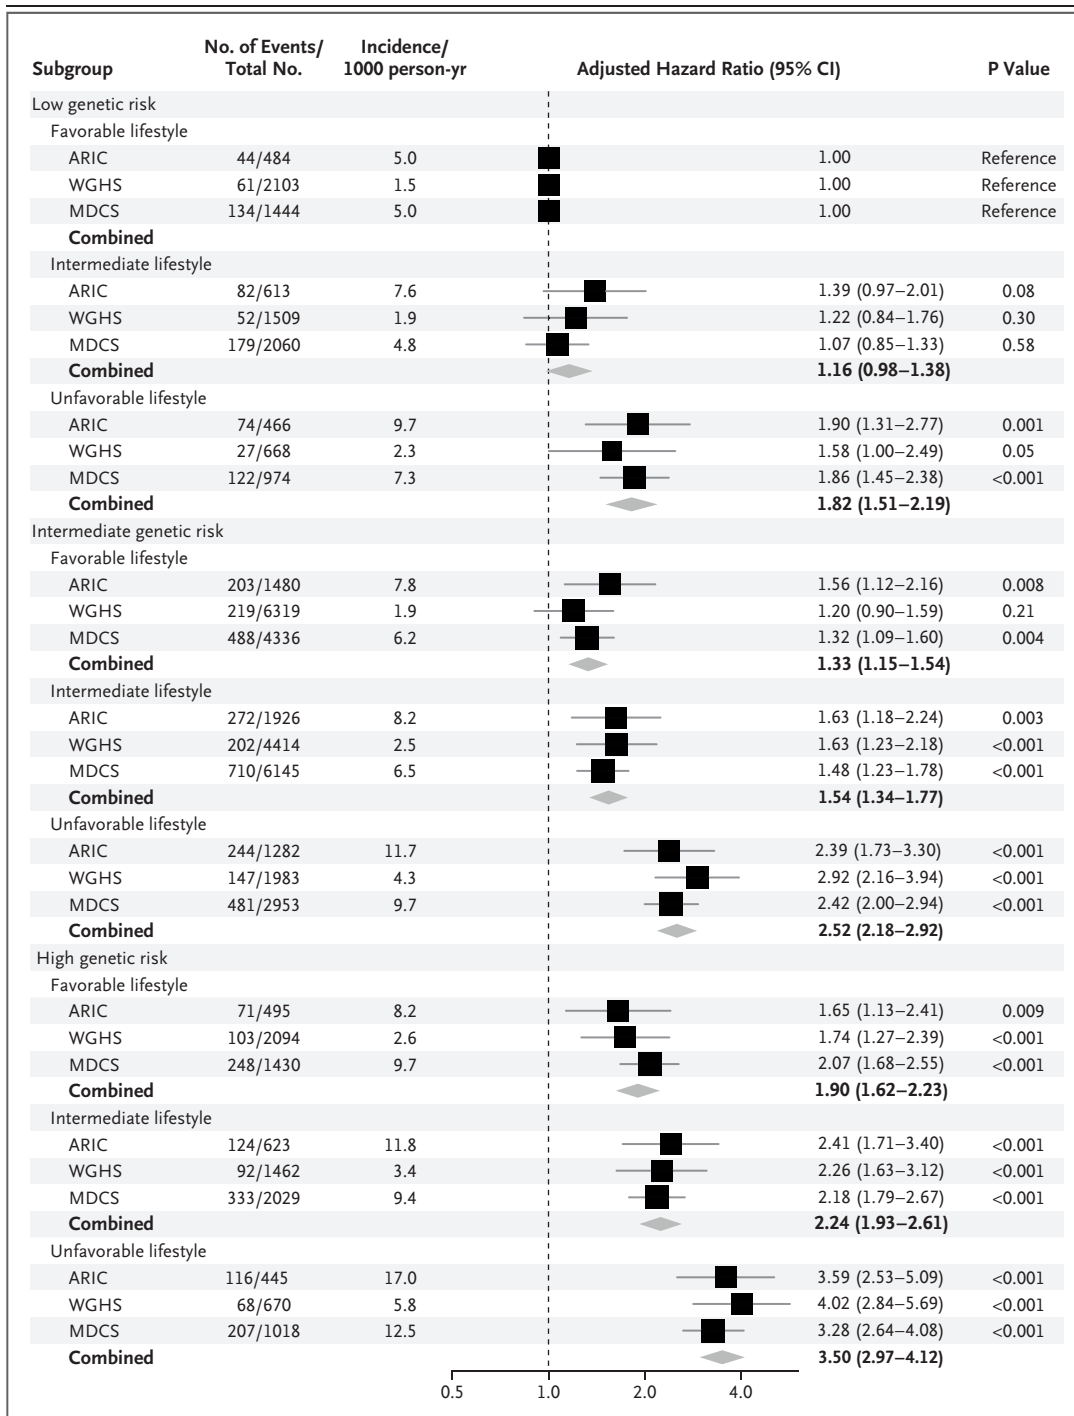 No. of Events/ Incidence/
Subgroup Total No. 1000 person-yr Adjusted Hazard Ratio (95% CI) P Value
Low genetic risk
Favorable lifestyle
ARIC 44/484 5.0 1.00 Reference
WGHS 61/2103 1.5 1.00 Reference
MDCS 134/1444 5.0 1.00 Reference
Combined
Intermediate lifestyle
ARIC 82/613 7.6 1.39 (0.97–2.01) 0.08
WGHS 52/1509 1.9 1.22 (0.84–1.76) 0.30
MDCS 179/2060 4.8 1.07 (0.85–1.33) 0.58
Combined 1.16 (0.98–1.38)
Unfavorable lifestyle
ARIC 74/466 9.7 1.90 (1.31–2.77) 0.001
WGHS 27/668 2.3 1.58 (1.00–2.49) 0.05
MDCS 122/974 7.3 1.86 (1.45–2.38) <0.001
Combined 1.82 (1.51–2.19)
Intermediate genetic risk
Favorable lifestyle
ARIC 203/1480 7.8 1.56 (1.12–2.16) 0.008
WGHS 219/6319 1.9 1.20 (0.90–1.59) 0.21
MDCS 488/4336 6.2 1.32 (1.09–1.60) 0.004
Combined 1.33 (1.15–1.54)
Intermediate lifestyle
ARIC 272/1926 8.2 1.63 (1.18–2.24) 0.003
WGHS 202/4414 2.5 1.63 (1.23–2.18) <0.001
MDCS 710/6145 6.5 1.48 (1.23–1.78) <0.001
Combined 1.54 (1.34–1.77)
Unfavorable lifestyle
ARIC 244/1282 11.7 2.39 (1.73–3.30) <0.001
WGHS 147/1983 4.3 2.92 (2.16–3.94) <0.001
MDCS 481/2953 9.7 2.42 (2.00–2.94) <0.001
Combined 2.52 (2.18–2.92)
High genetic risk
Favorable lifestyle
ARIC 71/495 8.2 1.65 (1.13–2.41) 0.009
WGHS 103/2094 2.6 1.74 (1.27–2.39) <0.001
MDCS 248/1430 9.7 2.07 (1.68–2.55) <0.001
Combined 1.90 (1.62–2.23)
Intermediate lifestyle
ARIC 124/623 11.8 2.41 (1.71–3.40) <0.001
WGHS 92/1462 3.4 2.26 (1.63–3.12) <0.001
MDCS 333/2029 9.4 2.18 (1.79–2.67) <0.001
Combined 2.24 (1.93–2.61)
Unfavorable lifestyle
ARIC 116/445 17.0 3.59 (2.53–5.09) <0.001
WGHS 68/670 5.8 4.02 (2.84–5.69) <0.001
MDCS 207/1018 12.5 3.28 (2.64–4.08) <0.001
Combined 3.50 (2.97–4.12)
0.5 1.0 2.0 4.0